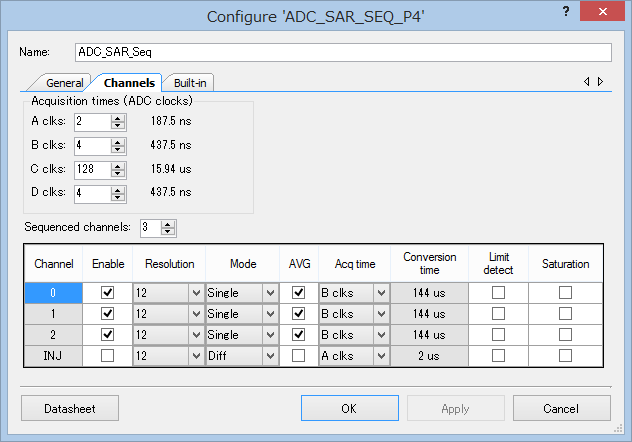 Configure 'ADC_SAR_SEQ_P4'
?
Name: ADC_SAR_Seq
General Channels Built-in
Acquisition times (ADC clocks)
A clks: 2 187.5 ns
B clks: 4 437.5 ns
C clks: 128 15.94 us
D clks: 4 437.5 ns
Sequenced channels: 3
Channel Enable Resolution Mode AVG Acq time Conversion time Limit detect Saturation
0 12 Single B clks 144 us
1 12 Single B clks 144 us
2 12 Single B clks 144 us
INJ 12 Diff A clks 2 us
Datasheet OK Apply Cancel